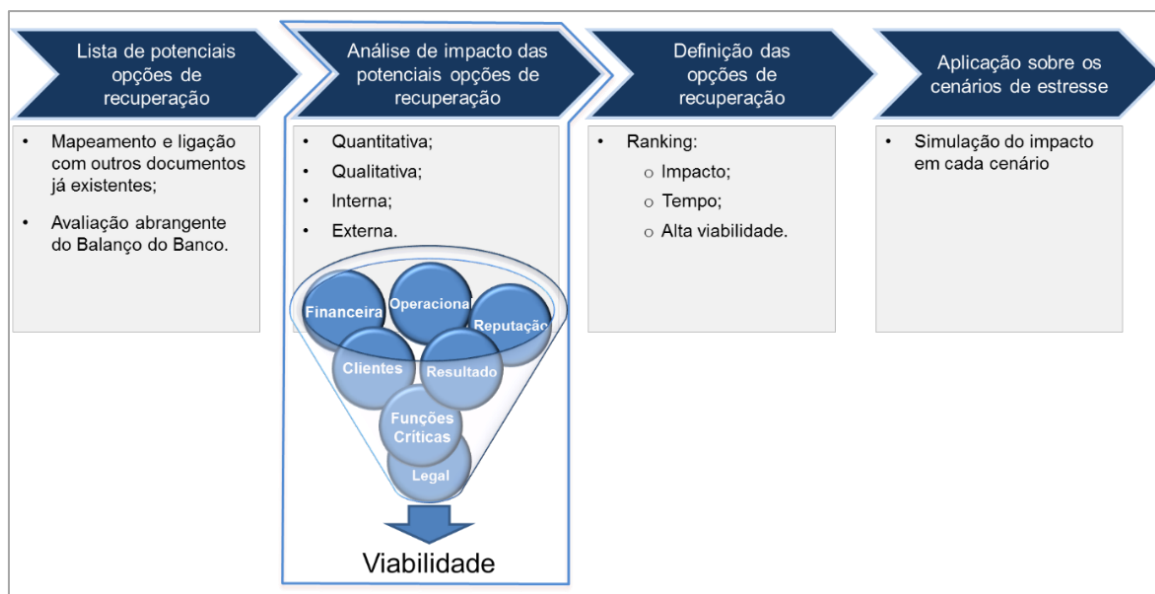 Lista de potenciais
opções de
recuperação
• Mapeamento e ligação
com outros documentos
já existentes;
• Avaliação abrangente
do Balanço do Banco.
Análise de impacto das
potenciais opções de
recuperação
• Quantitativa;
• Qualitativa;
• Interna;
• Externa.
Financeira
Operacional
Reputação
Clientes
Resultado
Funções
Críticas
Legal
Viabilidade
Definição das
opções de
recuperação
• Ranking:
o Impacto;
o Tempo;
o Alta viabilidade.
Aplicação sobre os
cenários de estresse
• Simulação do impacto
em cada cenário